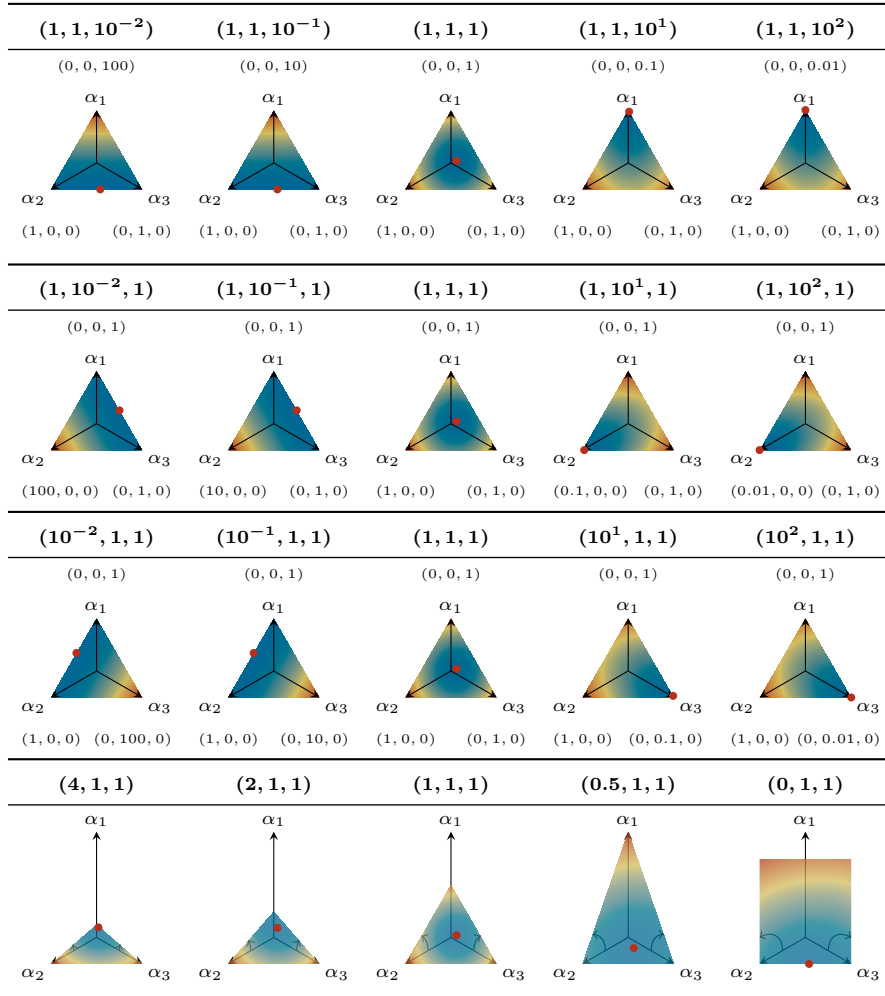 (1, 1, 10⁻²) (1, 1, 10⁻¹) (1, 1, 1) (1, 1, 10¹) (1, 1, 10²)
(0, 0, 100) (0, 0, 10) (0, 0, 1) (0, 0, 0.1) (0, 0, 0.01)
α₁ α₁ α₁ α₁ α₁
α₂ α₃ α₂ α₃ α₂ α₃ α₂ α₃ α₂ α₃
(1, 0, 0) (0, 1, 0) (1, 0, 0) (0, 1, 0) (1, 0, 0) (0, 1, 0) (1, 0, 0) (0, 1, 0) (1, 0, 0) (0, 1, 0)
(1, 10⁻², 1) (1, 10⁻¹, 1) (1, 1, 1) (1, 10¹, 1) (1, 10², 1)
(0, 0, 1) (0, 0, 1) (0, 0, 1) (0, 0, 1) (0, 0, 1)
α₁ α₁ α₁ α₁ α₁
α₂ α₃ α₂ α₃ α₂ α₃ α₂ α₃ α₂ α₃
(100, 0, 0) (0, 1, 0) (10, 0, 0) (0, 1, 0) (1, 0, 0) (0, 1, 0) (0.1, 0, 0) (0, 1, 0) (0.01, 0, 0) (0, 1, 0)
(10⁻², 1, 1) (10⁻¹, 1, 1) (1, 1, 1) (10¹, 1, 1) (10², 1, 1)
(0, 0, 1) (0, 0, 1) (0, 0, 1) (0, 0, 1) (0, 0, 1)
α₁ α₁ α₁ α₁ α₁
α₂ α₃ α₂ α₃ α₂ α₃ α₂ α₃ α₂ α₃
(1, 0, 0) (0, 100, 0) (1, 0, 0) (0, 10, 0) (1, 0, 0) (0, 1, 0) (1, 0, 0) (0, 0.1, 0) (1, 0, 0) (0, 0.01, 0)
(4, 1, 1) (2, 1, 1) (1, 1, 1) (0.5, 1, 1) (0, 1, 1)
α₁ α₁ α₁ α₁ α₁
α₂ α₃ α₂ α₃ α₂ α₃ α₂ α₃ α₂ α₃